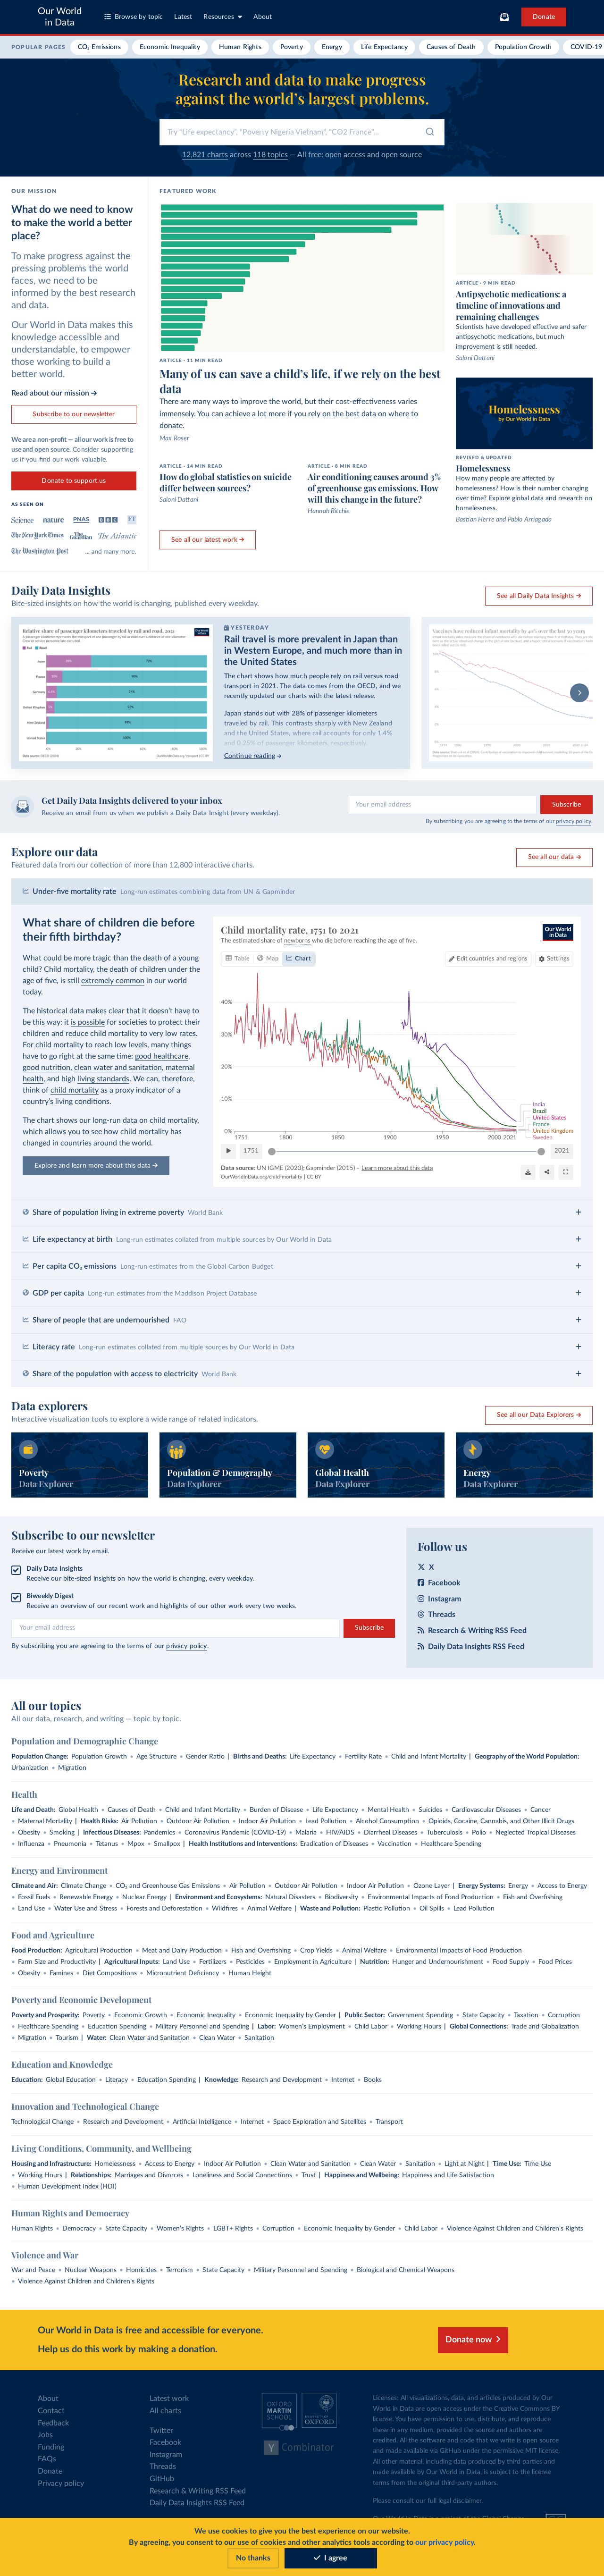 Our World
in Data
Browse by topic
Latest
Resources
About
Donate
POPULAR PAGES
CO₂ Emissions
Economic Inequality
Human Rights
Poverty
Energy
Life Expectancy
Causes of Death
Population Growth
COVID-19
Research and data to make progress
against the world's largest problems.
Try "Life expectancy", "Poverty Nigeria Vietnam", "CO2 France"...
12,821 charts across 118 topics — All free: open access and open source
OUR MISSION
What do we need to know
to make the world a better
place?
To make progress against the
pressing problems the world
faces, we need to be
informed by the best research
and data.
Our World in Data makes this
knowledge accessible and
understandable, to empower
those working to build a
better world.
Read about our mission →
Subscribe to our newsletter
We are a non-profit — all our work is free to
use and open source. Consider supporting
us if you find our work valuable.
Donate to support us
AS SEEN ON
Science
nature
PNAS
BBC
FT
The New York Times
The Guardian
The Atlantic
The Washington Post
... and many more.
FEATURED WORK
ARTICLE • 11 MIN READ
Many of us can save a child's life, if we rely on the best
data
There are many ways to improve the world, but their cost-effectiveness varies
immensely. You can achieve a lot more if you rely on the best data on where to
donate.
Max Roser
ARTICLE • 14 MIN READ
How do global statistics on suicide
differ between sources?
Saloni Dattani
ARTICLE • 8 MIN READ
Air conditioning causes around 3%
of greenhouse gas emissions. How
will this change in the future?
Hannah Ritchie
See all our latest work →
ARTICLE • 9 MIN READ
Antipsychotic medications: a
timeline of innovations and
remaining challenges
Scientists have developed effective and safer
antipsychotic medications, but much
improvement is still needed.
Saloni Dattani
Homelessness
by Our World in Data
REVISED & UPDATED
Homelessness
How many people are affected by
homelessness? How is their number changing
over time? Explore global data and research on
homelessness.
Bastian Herre and Pablo Arriagada
Daily Data Insights
Bite-sized insights on how the world is changing, published every weekday.
See all Daily Data Insights →
Relative share of passenger kilometers traveled by rail and road, 2021
YESTERDAY
Rail travel is more prevalent in Japan than
in Western Europe, and much more than in
the United States
The chart shows how much people rely on rail versus road
transport in 2021. The data comes from the OECD, and we
recently updated our charts with the latest release.
Japan stands out with 28% of passenger kilometers
traveled by rail. This contrasts sharply with New Zealand
and the United States, where rail accounts for only 1.4%
and 0.25% of passenger kilometers, respectively.
Continue reading →
Vaccines have reduced infant mortality by 40% over the last 50 years
Get Daily Data Insights delivered to your inbox
Receive an email from us when we publish a Daily Data Insight (every weekday).
Your email address
Subscribe
By subscribing you are agreeing to the terms of our privacy policy.
Explore our data
Featured data from our collection of more than 12,800 interactive charts.
See all our data →
Under-five mortality rate Long-run estimates combining data from UN & Gapminder
What share of children die before
their fifth birthday?
What could be more tragic than the death of a young
child? Child mortality, the death of children under the
age of five, is still extremely common in our world
today.
The historical data makes clear that it doesn't have to
be this way: it is possible for societies to protect their
children and reduce child mortality to very low rates.
For child mortality to reach low levels, many things
have to go right at the same time: good healthcare,
good nutrition, clean water and sanitation, maternal
health, and high living standards. We can, therefore,
think of child mortality as a proxy indicator of a
country's living conditions.
The chart shows our long-run data on child mortality,
which allows you to see how child mortality has
changed in countries around the world.
Explore and learn more about this data →
Child mortality rate, 1751 to 2021
The estimated share of newborns who die before reaching the age of five.
Our World
in Data
Table
Map
Chart
Edit countries and regions
Settings
40%
30%
20%
10%
0%
1751
1800
1850
1900
1950
2000 2021
India
Brazil
United States
France
United Kingdom
Sweden
1751
2021
Data source: UN IGME (2023); Gapminder (2015) – Learn more about this data
OurWorldInData.org/child-mortality | CC BY
Share of population living in extreme poverty World Bank
Life expectancy at birth Long-run estimates collated from multiple sources by Our World in Data
Per capita CO₂ emissions Long-run estimates from the Global Carbon Budget
GDP per capita Long-run estimates from the Maddison Project Database
Share of people that are undernourished FAO
Literacy rate Long-run estimates collated from multiple sources by Our World in Data
Share of the population with access to electricity World Bank
Data explorers
Interactive visualization tools to explore a wide range of related indicators.
See all our Data Explorers →
Poverty
Data Explorer
Population & Demography
Data Explorer
Global Health
Data Explorer
Energy
Data Explorer
Subscribe to our newsletter
Receive our latest work by email.
Daily Data Insights
Receive our bite-sized insights on how the world is changing, every weekday.
Biweekly Digest
Receive an overview of our recent work and highlights of our other work every two weeks.
Your email address
Subscribe
By subscribing you are agreeing to the terms of our privacy policy.
Follow us
X
Facebook
Instagram
Threads
Research & Writing RSS Feed
Daily Data Insights RSS Feed
All our topics
All our data, research, and writing — topic by topic.
Population and Demographic Change
Population Change: Population Growth • Age Structure • Gender Ratio | Births and Deaths: Life Expectancy • Fertility Rate • Child and Infant Mortality | Geography of the World Population:
Urbanization • Migration
Health
Life and Death: Global Health • Causes of Death • Child and Infant Mortality • Burden of Disease • Life Expectancy • Mental Health • Suicides • Cardiovascular Diseases • Cancer
• Maternal Mortality | Health Risks: Air Pollution • Outdoor Air Pollution • Indoor Air Pollution • Lead Pollution • Alcohol Consumption • Opioids, Cocaine, Cannabis, and Other Illicit Drugs
• Obesity • Smoking | Infectious Diseases: Pandemics • Coronavirus Pandemic (COVID-19) • Malaria • HIV/AIDS • Diarrheal Diseases • Tuberculosis • Polio • Neglected Tropical Diseases
• Influenza • Pneumonia • Tetanus • Mpox • Smallpox | Health Institutions and Interventions: Eradication of Diseases • Vaccination • Healthcare Spending
Energy and Environment
Climate and Air: Climate Change • CO₂ and Greenhouse Gas Emissions • Air Pollution • Outdoor Air Pollution • Indoor Air Pollution • Ozone Layer | Energy Systems: Energy • Access to Energy
• Fossil Fuels • Renewable Energy • Nuclear Energy | Environment and Ecosystems: Natural Disasters • Biodiversity • Environmental Impacts of Food Production • Fish and Overfishing
• Land Use • Water Use and Stress • Forests and Deforestation • Wildfires • Animal Welfare | Waste and Pollution: Plastic Pollution • Oil Spills • Lead Pollution
Food and Agriculture
Food Production: Agricultural Production • Meat and Dairy Production • Fish and Overfishing • Crop Yields • Animal Welfare • Environmental Impacts of Food Production
• Farm Size and Productivity | Agricultural Inputs: Land Use • Fertilizers • Pesticides • Employment in Agriculture | Nutrition: Hunger and Undernourishment • Food Supply • Food Prices
• Obesity • Famines • Diet Compositions • Micronutrient Deficiency • Human Height
Poverty and Economic Development
Poverty and Prosperity: Poverty • Economic Growth • Economic Inequality • Economic Inequality by Gender | Public Sector: Government Spending • State Capacity • Taxation • Corruption
• Healthcare Spending • Education Spending • Military Personnel and Spending | Labor: Women's Employment • Child Labor • Working Hours | Global Connections: Trade and Globalization
• Migration • Tourism | Water: Clean Water and Sanitation • Clean Water • Sanitation
Education and Knowledge
Education: Global Education • Literacy • Education Spending | Knowledge: Research and Development • Internet • Books
Innovation and Technological Change
Technological Change • Research and Development • Artificial Intelligence • Internet • Space Exploration and Satellites • Transport
Living Conditions, Community, and Wellbeing
Housing and Infrastructure: Homelessness • Access to Energy • Indoor Air Pollution • Clean Water and Sanitation • Clean Water • Sanitation • Light at Night | Time Use: Time Use
• Working Hours | Relationships: Marriages and Divorces • Loneliness and Social Connections • Trust | Happiness and Wellbeing: Happiness and Life Satisfaction
• Human Development Index (HDI)
Human Rights and Democracy
Human Rights • Democracy • State Capacity • Women's Rights • LGBT+ Rights • Corruption • Economic Inequality by Gender • Child Labor • Violence Against Children and Children's Rights
Violence and War
War and Peace • Nuclear Weapons • Homicides • Terrorism • State Capacity • Military Personnel and Spending • Biological and Chemical Weapons
• Violence Against Children and Children's Rights
Our World in Data is free and accessible for everyone.
Help us do this work by making a donation.
Donate now
About
Contact
Feedback
Jobs
Funding
FAQs
Donate
Privacy policy
Latest work
All charts
Twitter
Facebook
Instagram
Threads
GitHub
Research & Writing RSS Feed
Daily Data Insights RSS Feed
OXFORD
MARTIN
SCHOOL
UNIVERSITY OF
OXFORD
Y Combinator
Licenses: All visualizations, data, and articles produced by Our
World in Data are open access under the Creative Commons BY
license. You have permission to use, distribute, and reproduce
these in any medium, provided the source and authors are
credited. All the software and code that we write is open source
and made available via GitHub under the permissive MIT license.
All other material, including data produced by third parties and
made available by Our World in Data, is subject to the license
terms from the original third-party authors.
Please consult our full legal disclaimer.
We use cookies to give you the best experience on our website.
By agreeing, you consent to our use of cookies and other analytics tools according to our privacy policy.
No thanks
I agree